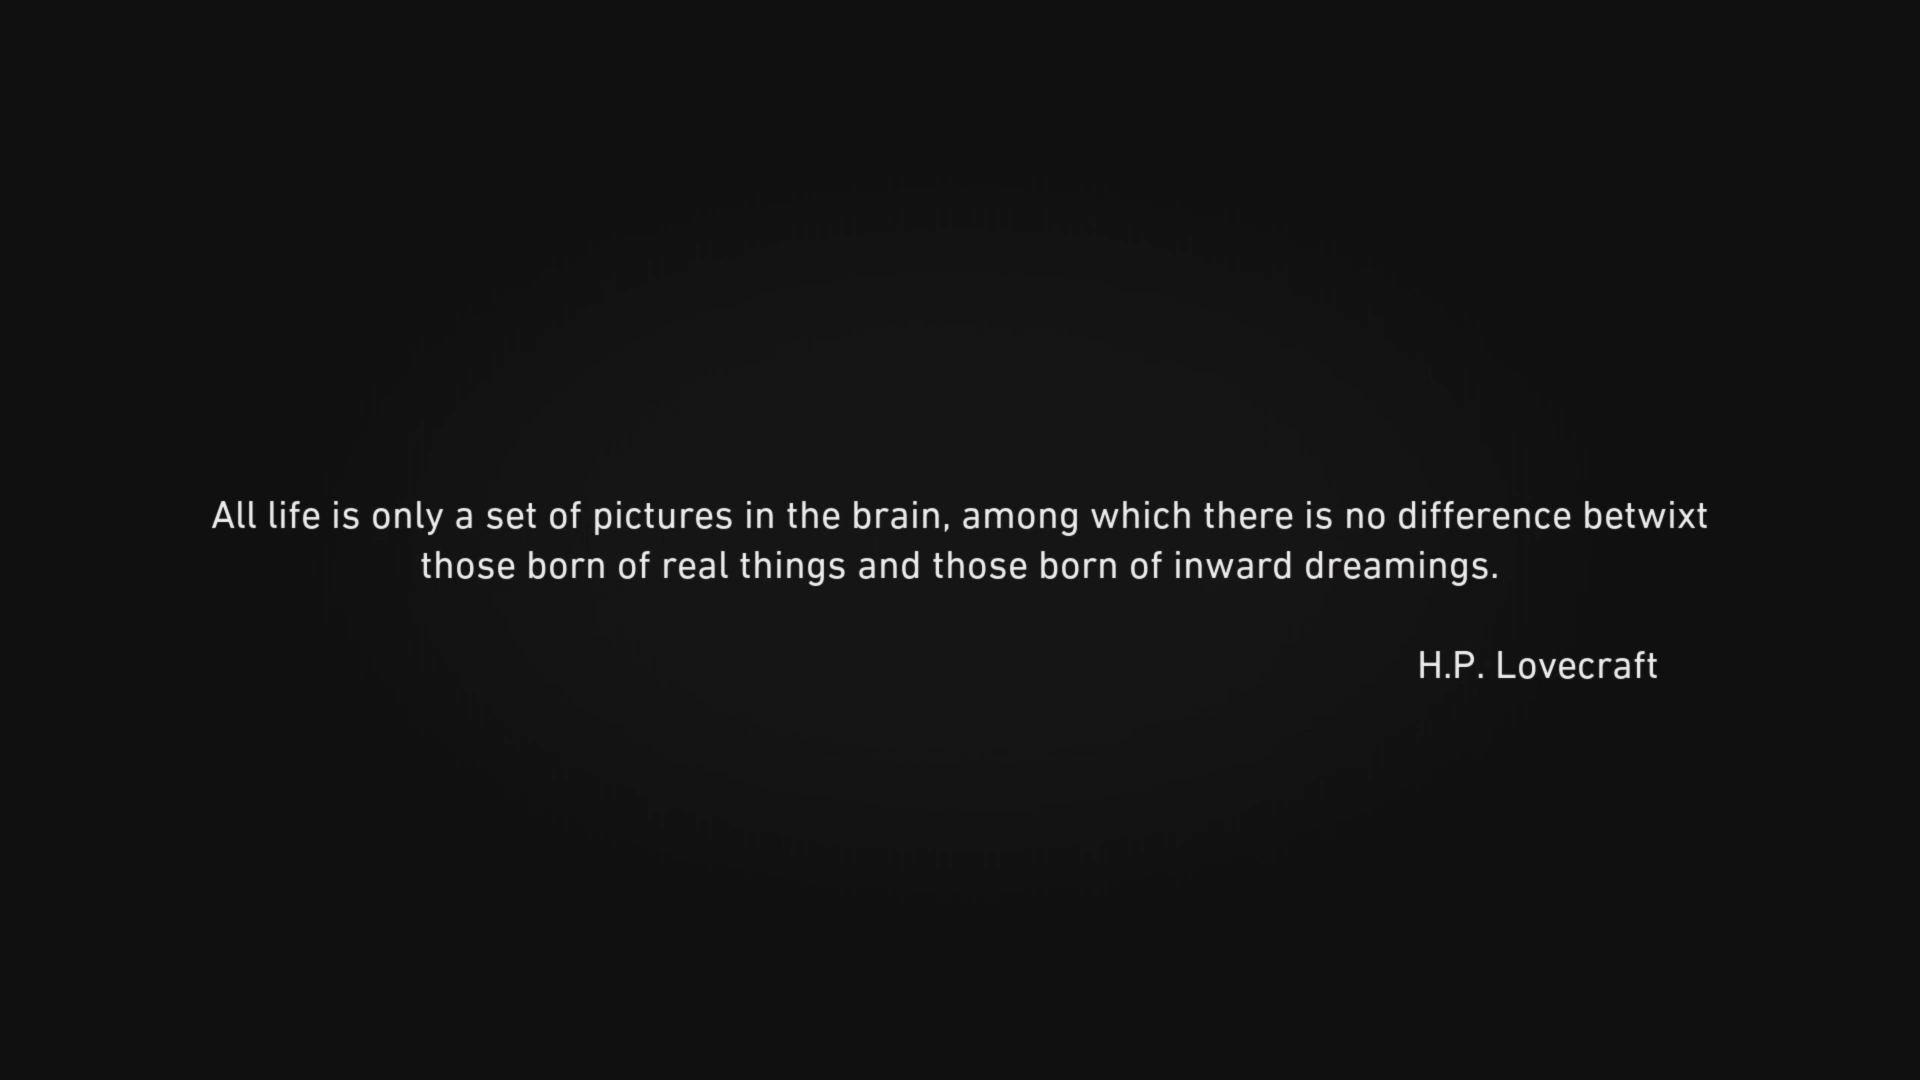 All life is only a set of pictures in the brain, among which there is no difference betwixt
those born of real things and those born of inward dreamings.
H.P. Lovecraft